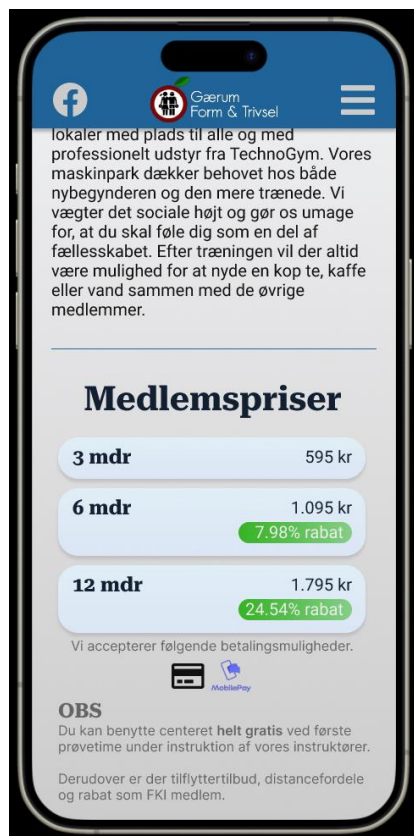 Gærum
Form & Trivsel
lokaler med plads til alle og med
professionelt udstyr fra TechnoGym. Vores
maskinpark dækker behovet hos både
nybegynderen og den mere trænede. Vi
vægter det sociale højt og gør os umage
for, at du skal føle dig som en del af
fællesskabet. Efter træningen vil der altid
være mulighed for at nyde en kop te, kaffe
eller vand sammen med de øvrige
medlemmer.
Medlemspriser
3 mdr 595 kr
6 mdr 1.095 kr
7.98% rabat
12 mdr 1.795 kr
24.54% rabat
Vi accepterer følgende betalingsmuligheder.
MobilePay
OBS
Du kan benytte centeret helt gratis ved første
prøvetime under instruktion af vores instruktører.
Derudover er der tilflyttertilbud, distancefordele
og rabat som FKI medlem.